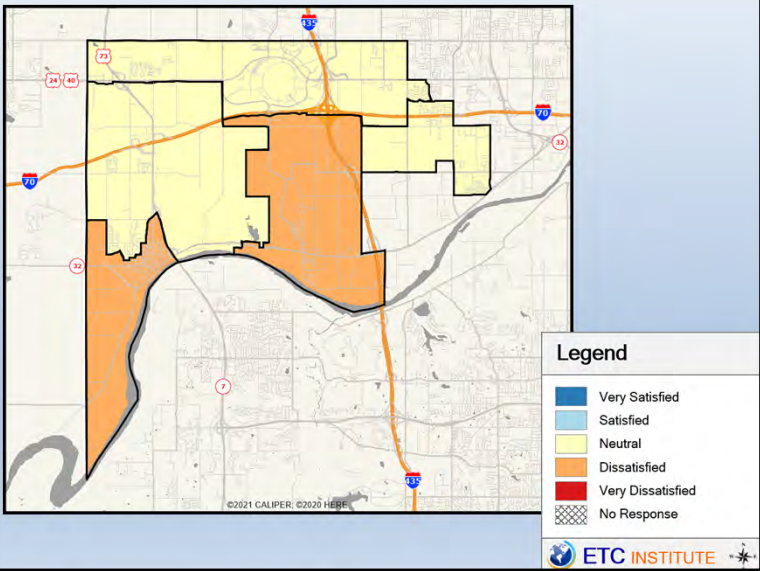 435
73
24 40
70
32
70
32
7
435
©2021 CALIPER; ©2020 HERE
Legend
Very Satisfied
Satisfied
Neutral
Dissatisfied
Very Dissatisfied
No Response
ETC INSTITUTE